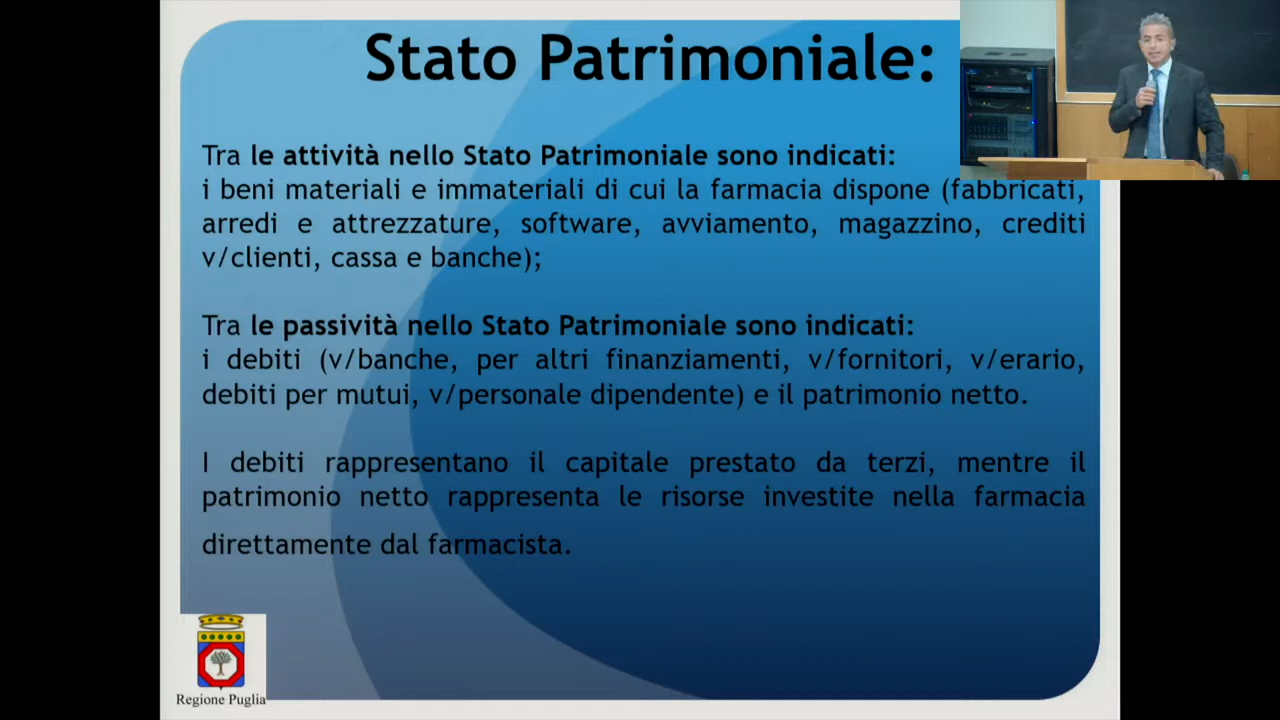 Stato Patrimoniale:
Tra le attività nello Stato Patrimoniale sono indicati:
i beni materiali e immateriali di cui la farmacia dispone (fabbricati,
arredi e attrezzature, software, avviamento, magazzino, crediti
v/clienti, cassa e banche);
Tra le passività nello Stato Patrimoniale sono indicati:
i debiti (v/banche, per altri finanziamenti, v/fornitori, v/erario,
debiti per mutui, v/personale dipendente) e il patrimonio netto.
I debiti rappresentano il capitale prestato da terzi, mentre il
patrimonio netto rappresenta le risorse investite nella farmacia
direttamente dal farmacista.
Regione Puglia